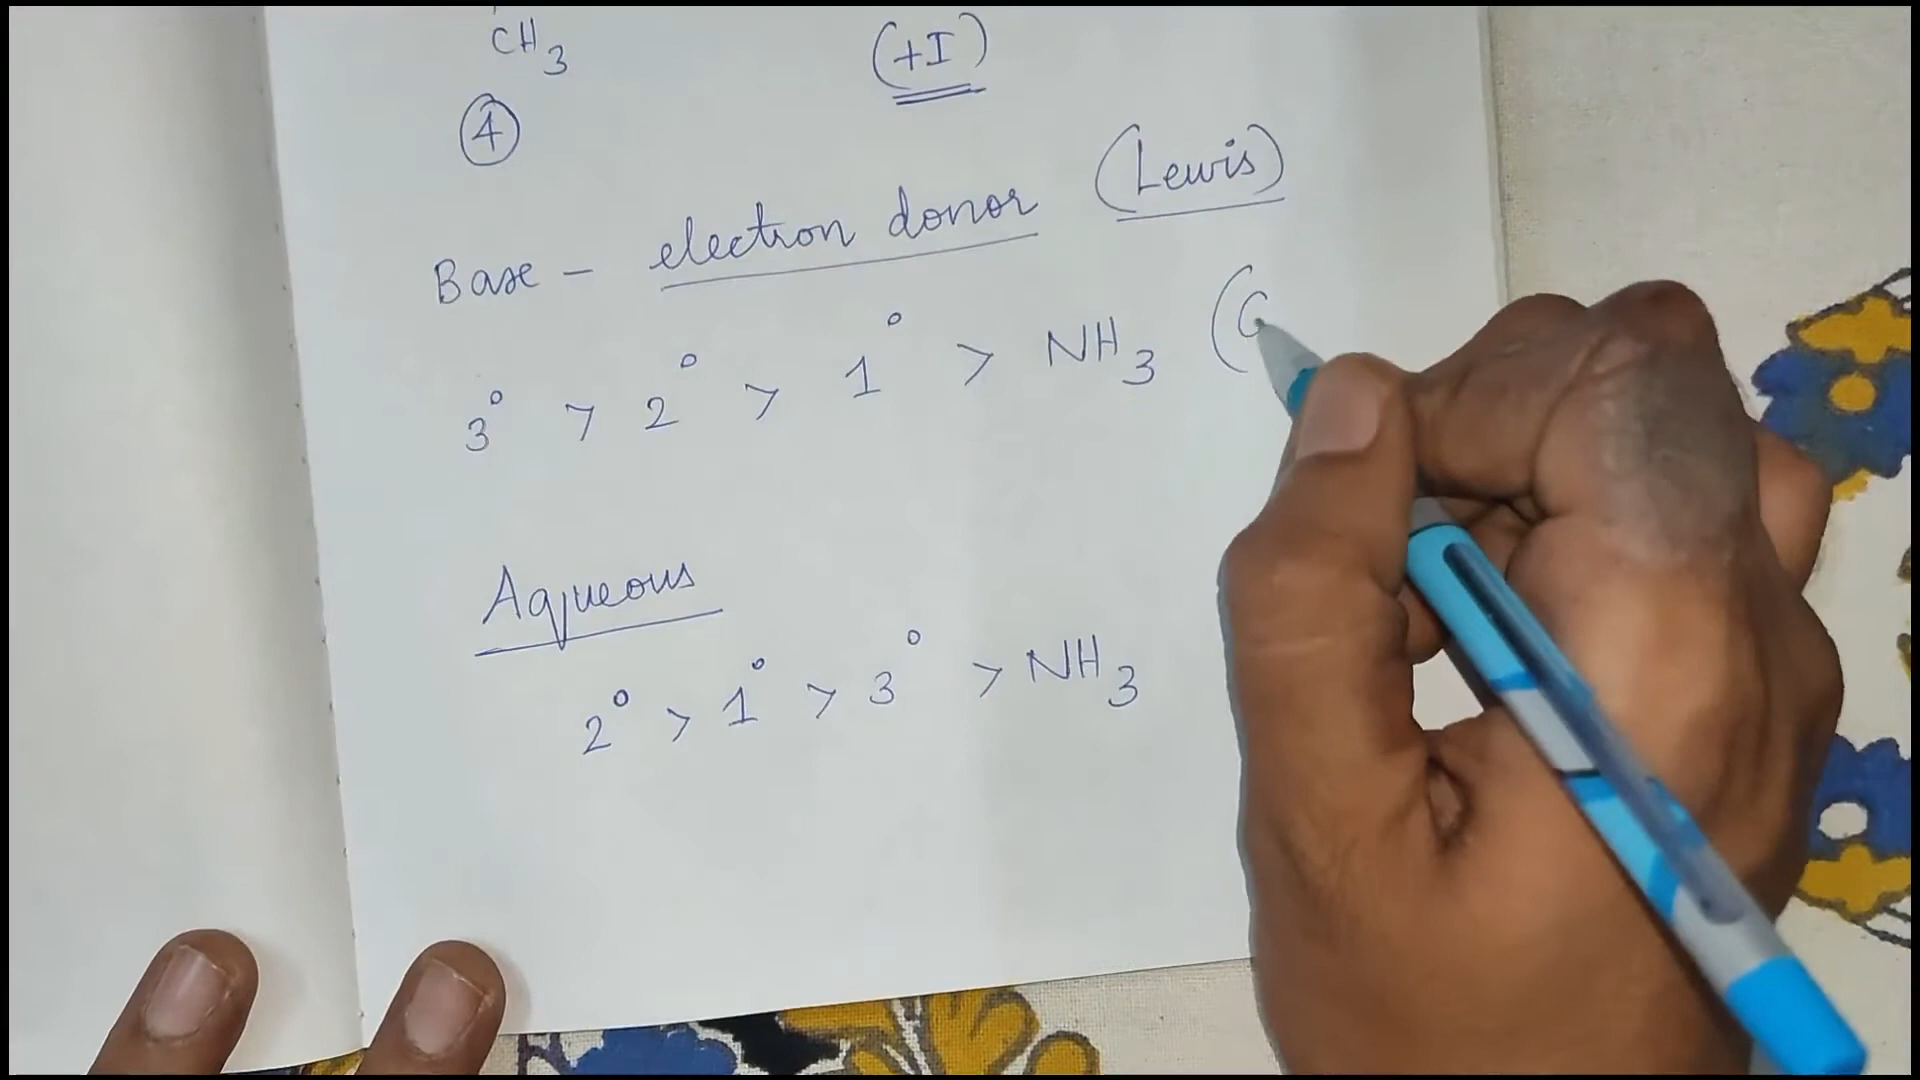 CH3
(+I)
4
Base - electron donor (Lewis)
3° > 2° > 1° > NH3 (G
Aqueous
2° > 1° > 3° > NH3